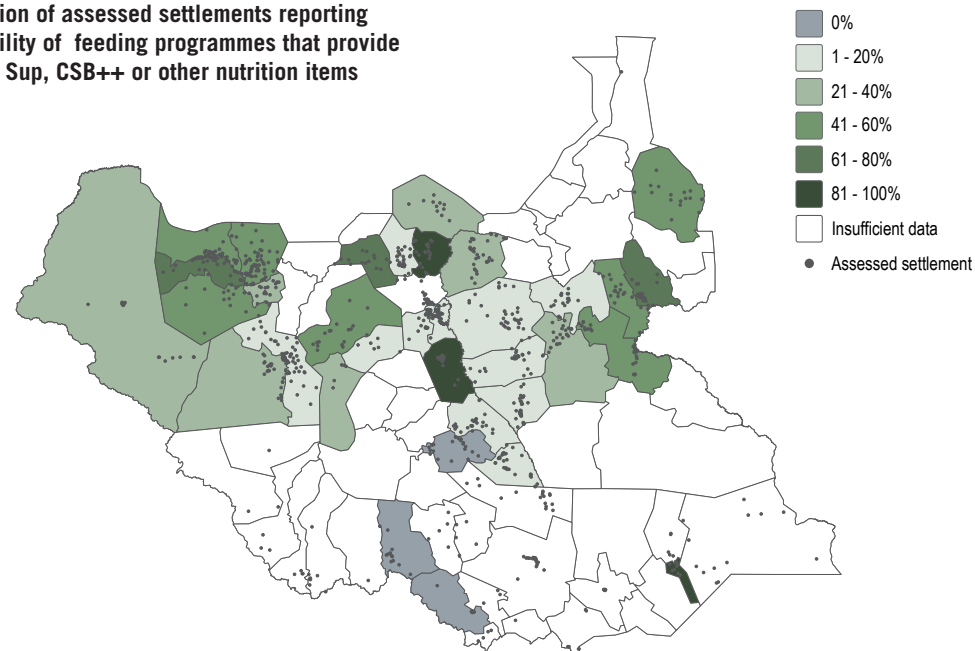 ion of assessed settlements reporting
ility of feeding programmes that provide
Sup, CSB++ or other nutrition items
0%
1 - 20%
21 - 40%
41 - 60%
61 - 80%
81 - 100%
Insufficient data
Assessed settlement